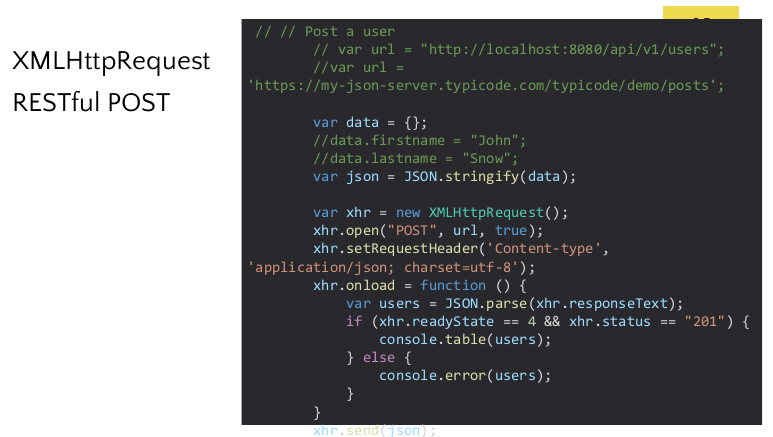 XMLHttpRequest
RESTful POST
// // Post a user
// var url = "http://localhost:8080/api/v1/users";
//var url =
'https://my-json-server.typicode.com/typicode/demo/posts';
var data = {};
//data.firstname = "John";
//data.lastname = "Snow";
var json = JSON.stringify(data);
var xhr = new XMLHttpRequest();
xhr.open("POST", url, true);
xhr.setRequestHeader('Content-type',
'application/json; charset=utf-8');
xhr.onload = function () {
var users = JSON.parse(xhr.responseText);
if (xhr.readyState == 4 && xhr.status == "201") {
console.table(users);
} else {
console.error(users);
}
}
xhr.send(json);